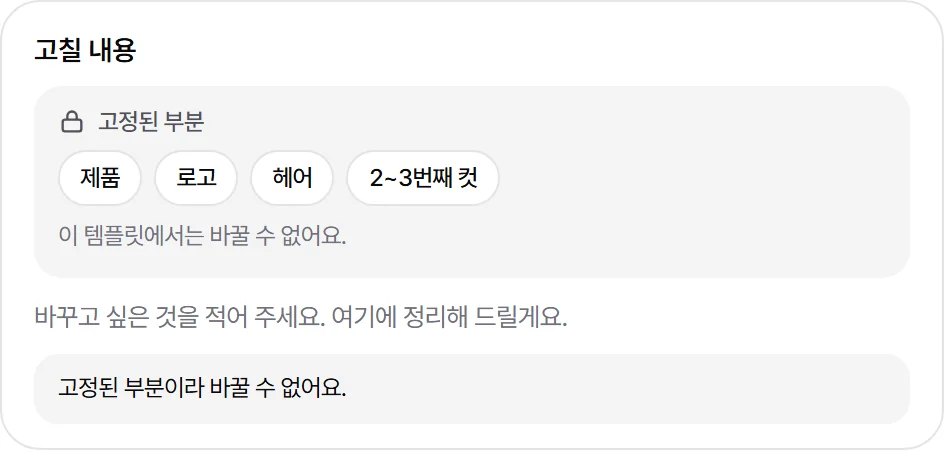 고칠 내용
고정된 부분
제품 로고 헤어 2~3번째 컷
이 템플릿에서는 바꿀 수 없어요.
바꾸고 싶은 것을 적어 주세요. 여기에 정리해 드릴게요.
고정된 부분이라 바꿀 수 없어요.